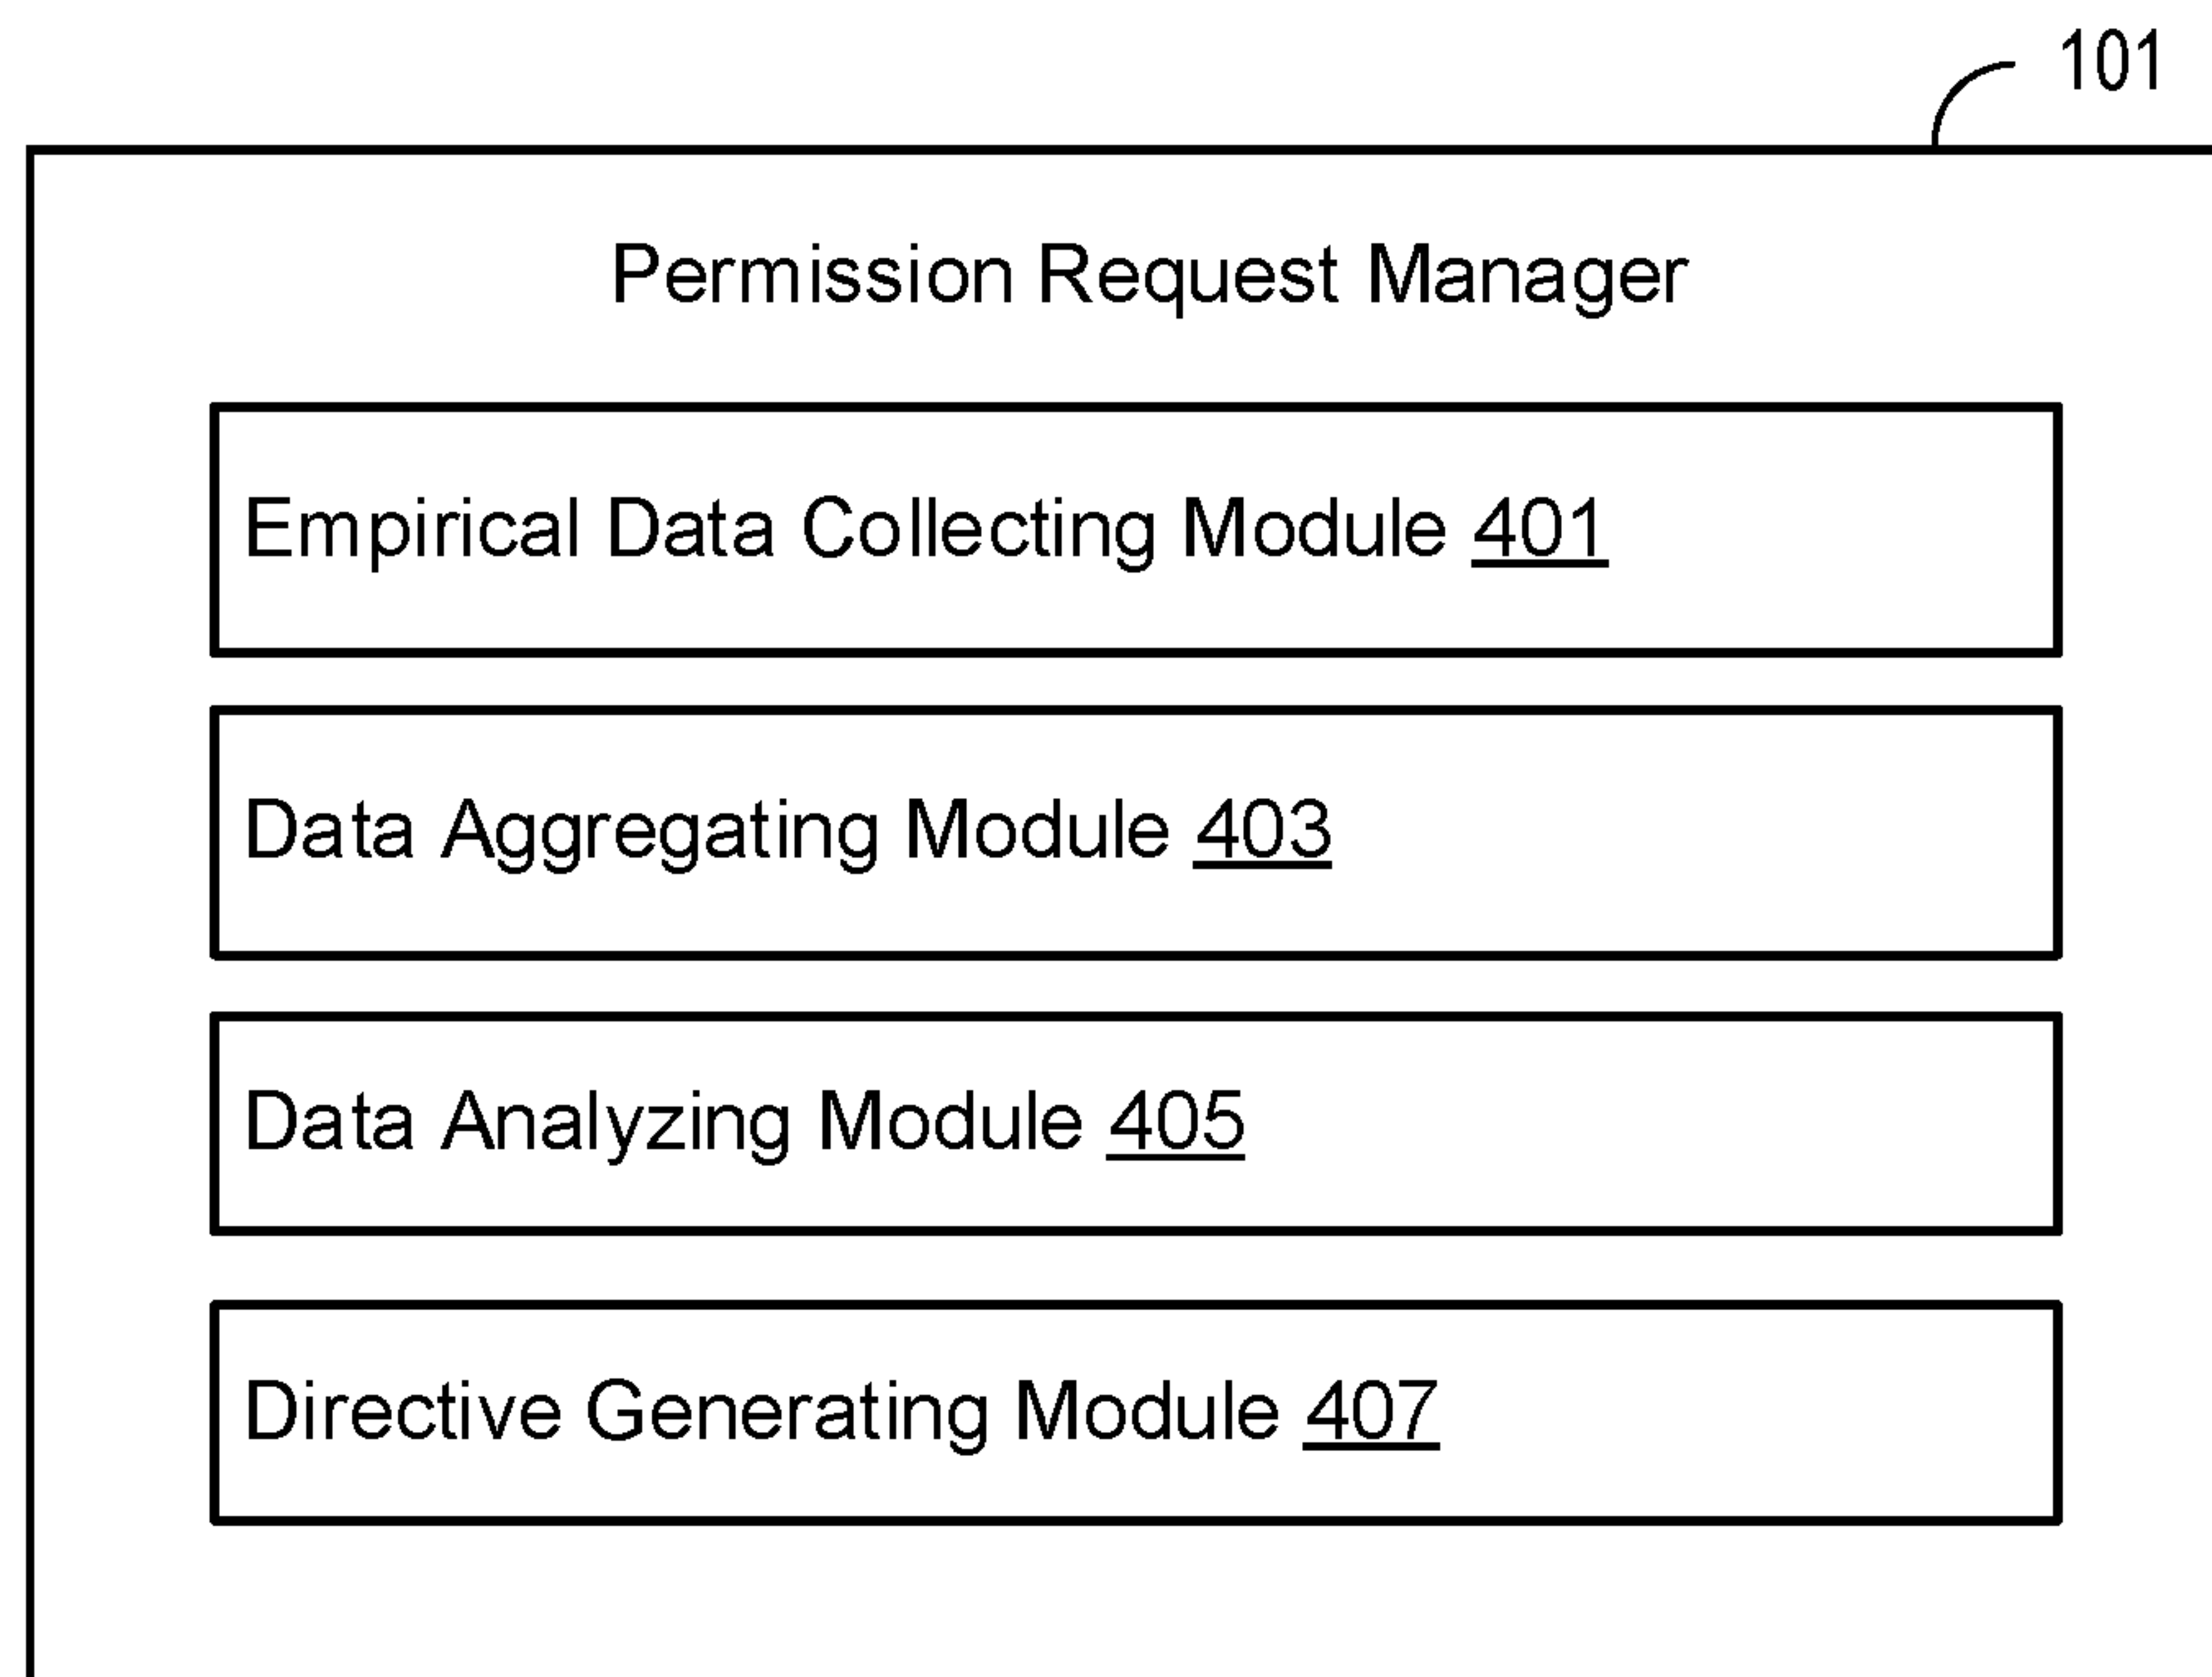 101
Permission Request Manager
Empirical Data Collecting Module 401
Data Aggregating Module 403
Data Analyzing Module 405
Directive Generating Module 407